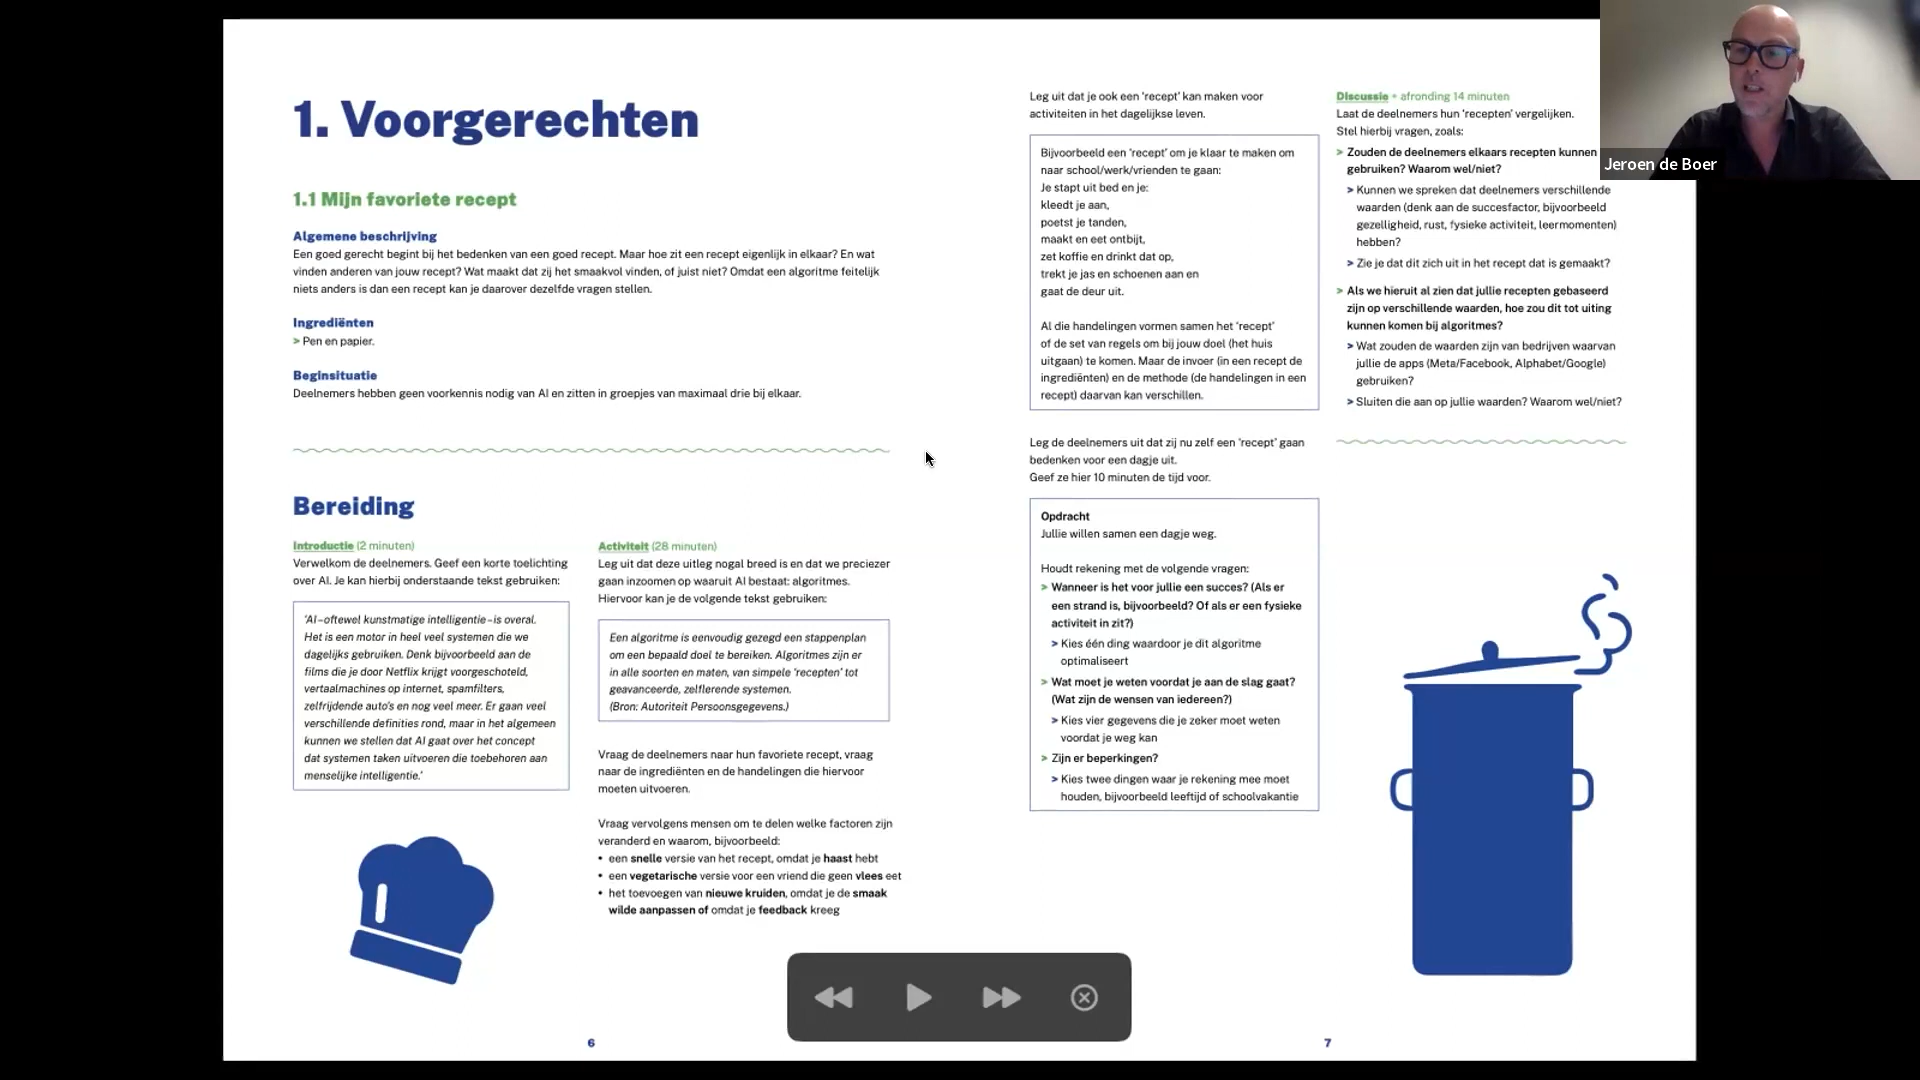 1. Voorgerechten
1.1 Mijn favoriete recept
Algemene beschrijving
Een goed gerecht begint bij het bedenken van een goed recept. Maar hoe zit een recept eigenlijk in elkaar? En wat
vinden anderen van jouw recept? Wat maakt dat zij het smaakvol vinden, of juist niet? Omdat een algoritme feitelijk
niets anders is dan een recept kan je daarover dezelfde vragen stellen.
Ingrediënten
> Pen en papier.
Beginsituatie
Deelnemers hebben geen voorkennis nodig van AI en zitten in groepjes van maximaal drie bij elkaar.
Bereiding
Introductie (2 minuten)
Verwelkom de deelnemers. Geef een korte toelichting
over AI. Je kan hierbij onderstaande tekst gebruiken:
'AI – oftewel kunstmatige intelligentie – is overal.
Het is een motor in heel veel systemen die we
dagelijks gebruiken. Denk bijvoorbeeld aan de
films die je door Netflix krijgt voorgeschoteld,
vertaalmachines op internet, spamfilters,
zelfrijdende auto's en nog veel meer. Er gaan veel
verschillende definities rond, maar in het algemeen
kunnen we stellen dat AI gaat over het concept
dat systemen taken uitvoeren die toebehoren aan
menselijke intelligentie.'
Activiteit (28 minuten)
Leg uit dat deze uitleg nogal breed is en dat we preciezer
gaan inzoomen op waaruit AI bestaat: algoritmes.
Hiervoor kan je de volgende tekst gebruiken:
Een algoritme is eenvoudig gezegd een stappenplan
om een bepaald doel te bereiken. Algoritmes zijn er
in alle soorten en maten, van simpele 'recepten' tot
geavanceerde, zelflerende systemen.
(Bron: Autoriteit Persoonsgegevens.)
Vraag de deelnemers naar hun favoriete recept, vraag
naar de ingrediënten en de handelingen die hiervoor
moeten uitvoeren.
Vraag vervolgens mensen om te delen welke factoren zijn
veranderd en waarom, bijvoorbeeld:
• een snelle versie van het recept, omdat je haast hebt
• een vegetarische versie voor een vriend die geen vlees eet
• het toevoegen van nieuwe kruiden, omdat je de smaak
wilde aanpassen of omdat je feedback kreeg
6
Leg uit dat je ook een 'recept' kan maken voor
activiteiten in het dagelijkse leven.
Bijvoorbeeld een 'recept' om je klaar te maken om
naar school/werk/vrienden te gaan:
Je stapt uit bed en je:
kleedt je aan,
poetst je tanden,
maakt en eet ontbijt,
zet koffie en drinkt dat op,
trekt je jas en schoenen aan en
gaat de deur uit.
Al die handelingen vormen samen het 'recept'
of de set van regels om bij jouw doel (het huis
uitgaan) te komen. Maar de invoer (in een recept de
ingrediënten) en de methode (de handelingen in een
recept) daarvan kan verschillen.
Leg de deelnemers uit dat zij nu zelf een 'recept' gaan
bedenken voor een dagje uit.
Geef ze hier 10 minuten de tijd voor.
Opdracht
Jullie willen samen een dagje weg.
Houdt rekening met de volgende vragen:
> Wanneer is het voor jullie een succes? (Als er
een strand is, bijvoorbeeld? Of als er een fysieke
activiteit in zit?)
> Kies één ding waardoor je dit algoritme
optimaliseert
> Wat moet je weten voordat je aan de slag gaat?
(Wat zijn de wensen van iedereen?)
> Kies vier gegevens die je zeker moet weten
voordat je weg kan
> Zijn er beperkingen?
> Kies twee dingen waar je rekening mee moet
houden, bijvoorbeeld leeftijd of schoolvakantie
Discussie + afronding 14 minuten
Laat de deelnemers hun 'recepten' vergelijken.
Stel hierbij vragen, zoals:
> Zouden de deelnemers elkaars recepten kunnen
gebruiken? Waarom wel/niet?
> Kunnen we spreken dat deelnemers verschillende
waarden (denk aan de succesfactor, bijvoorbeeld
gezelligheid, rust, fysieke activiteit, leermomenten)
hebben?
> Zie je dat dit zich uit in het recept dat is gemaakt?
> Als we hieruit al zien dat jullie recepten gebaseerd
zijn op verschillende waarden, hoe zou dit tot uiting
kunnen komen bij algoritmes?
> Wat zouden de waarden zijn van bedrijven waarvan
jullie de apps (Meta/Facebook, Alphabet/Google)
gebruiken?
> Sluiten die aan op jullie waarden? Waarom wel/niet?
7
Jeroen de Boer